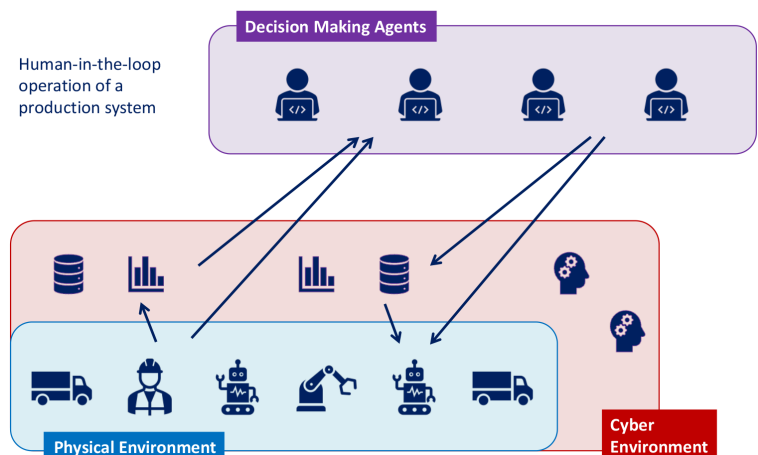 Decision Making Agents
Human-in-the-loop
operation of a
production system
</>
</>
</>
</>
Physical Environment
Cyber
Environment